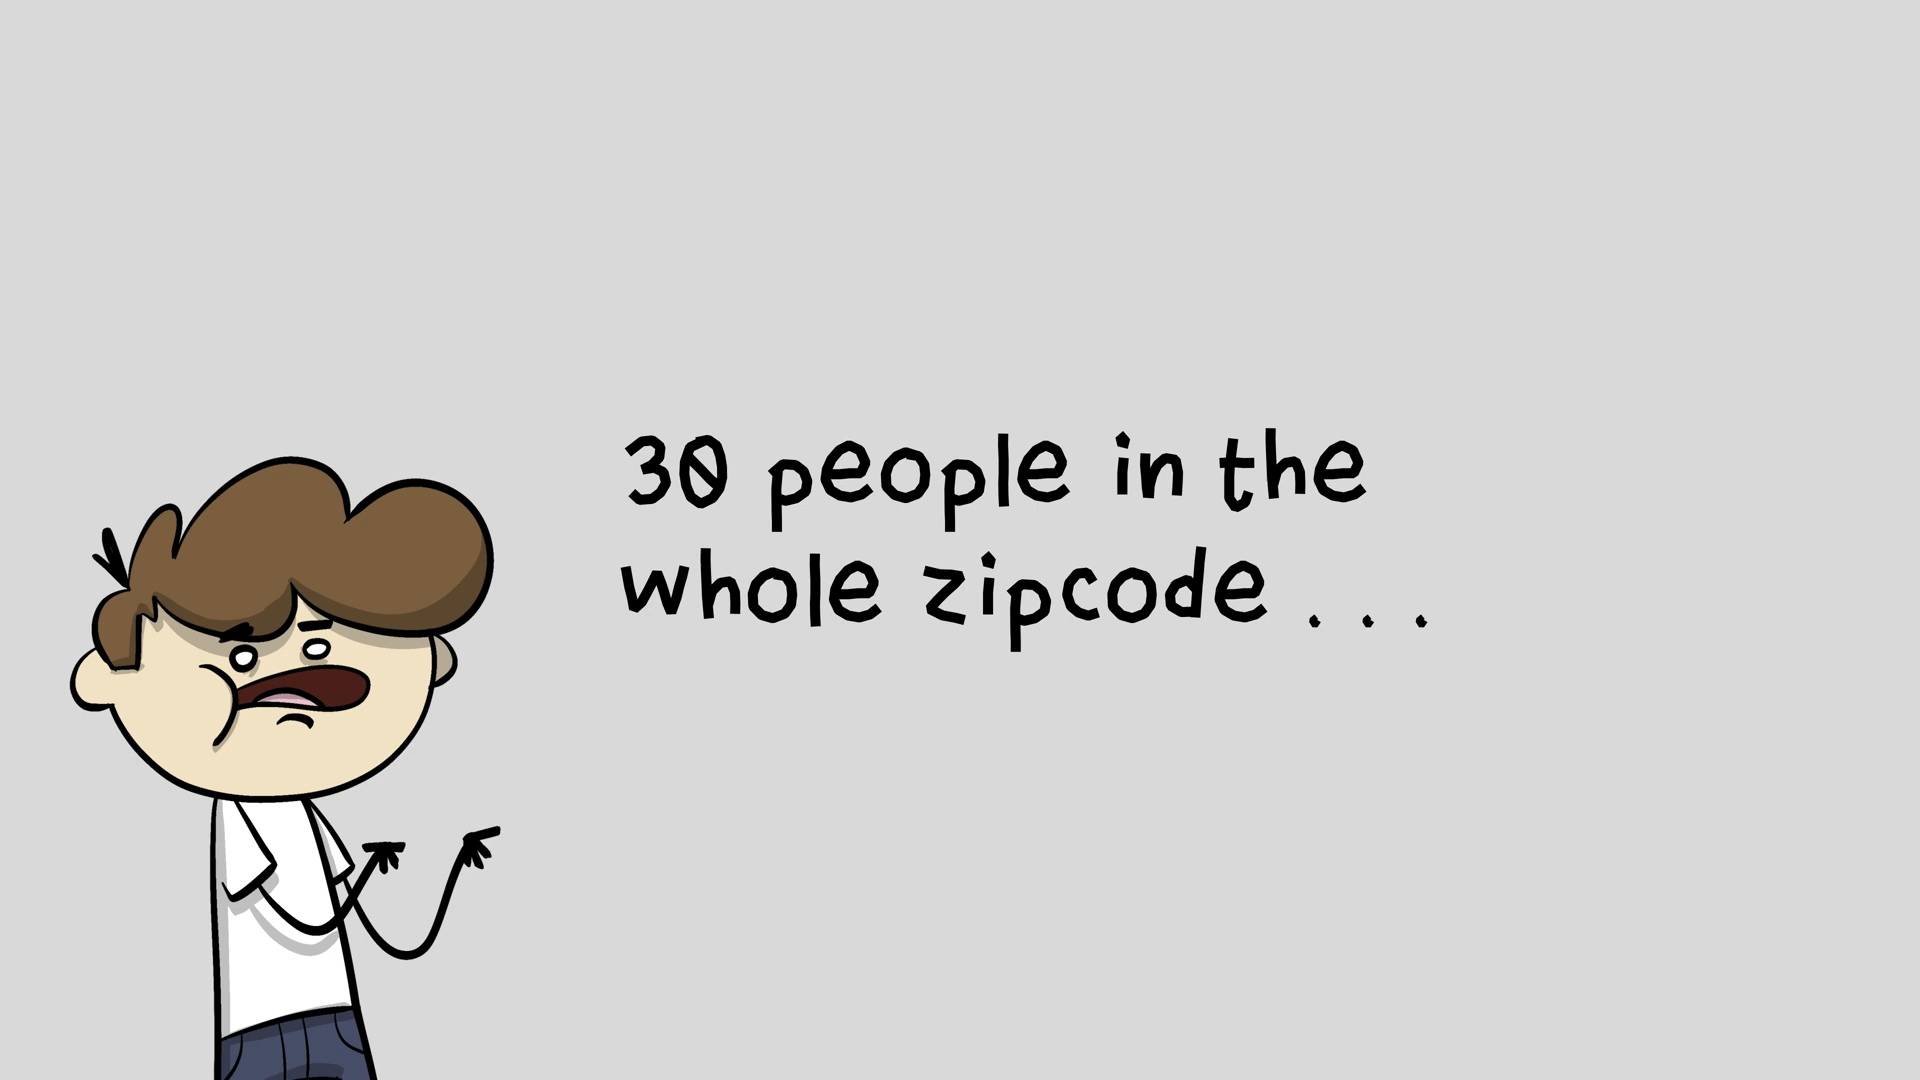 30 people in the
whole zipcode . . .